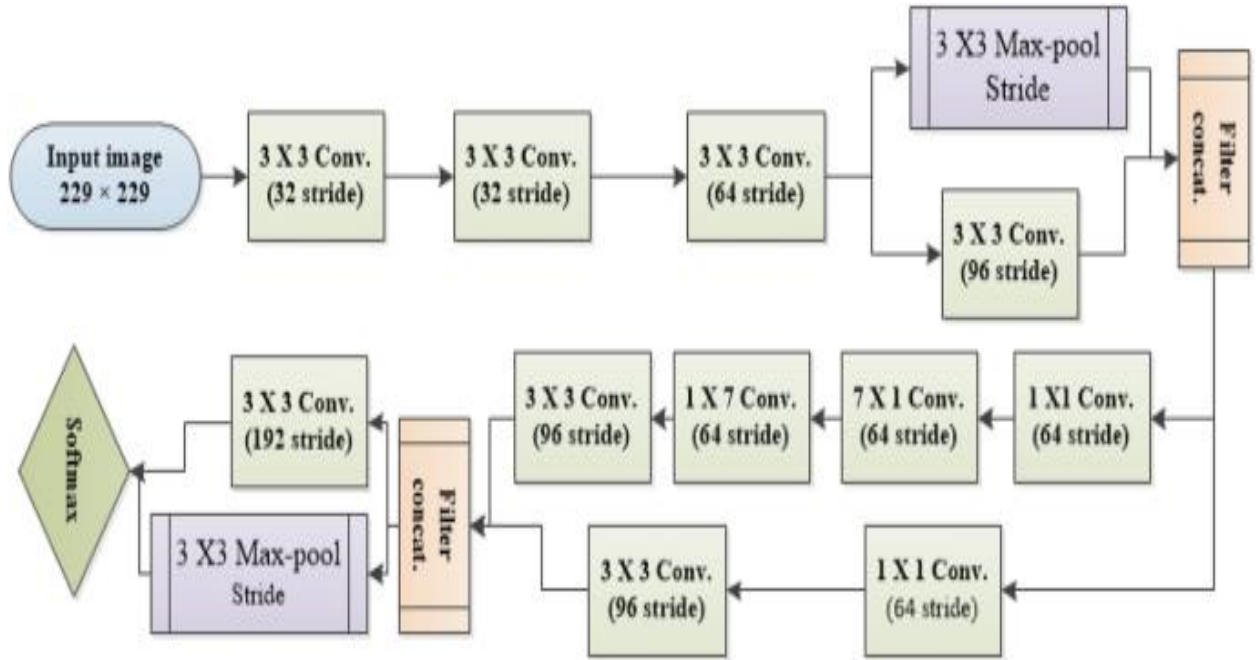 Input image
229 × 229
3 X 3 Conv.
(32 stride)
3 X 3 Conv.
(32 stride)
3 X 3 Conv.
(64 stride)
3 X3 Max-pool
Stride
3 X 3 Conv.
(96 stride)
Filter
concat.
1 X1 Conv.
(64 stride)
7 X 1 Conv.
(64 stride)
1 X 7 Conv.
(64 stride)
3 X 3 Conv.
(96 stride)
1 X 1 Conv.
(64 stride)
3 X 3 Conv.
(96 stride)
Filter
concat.
3 X 3 Conv.
(192 stride)
3 X3 Max-pool
Stride
Softmax